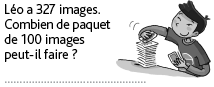 Léo a 327 images.
Combien de paquet
de 100 images
peut-il faire ?